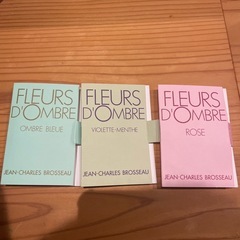 FLEURS
D'OMBRE
OMBRE BLEUE
JEAN-CHARLES BROSSEAU
FLEURS
D'OMBRE
VIOLETTE-MENTHE
JEAN-CHARLES BROSSEAU
FLEURS
D'OMBRE
ROSE
JEAN-CHARLES BROSSEAU